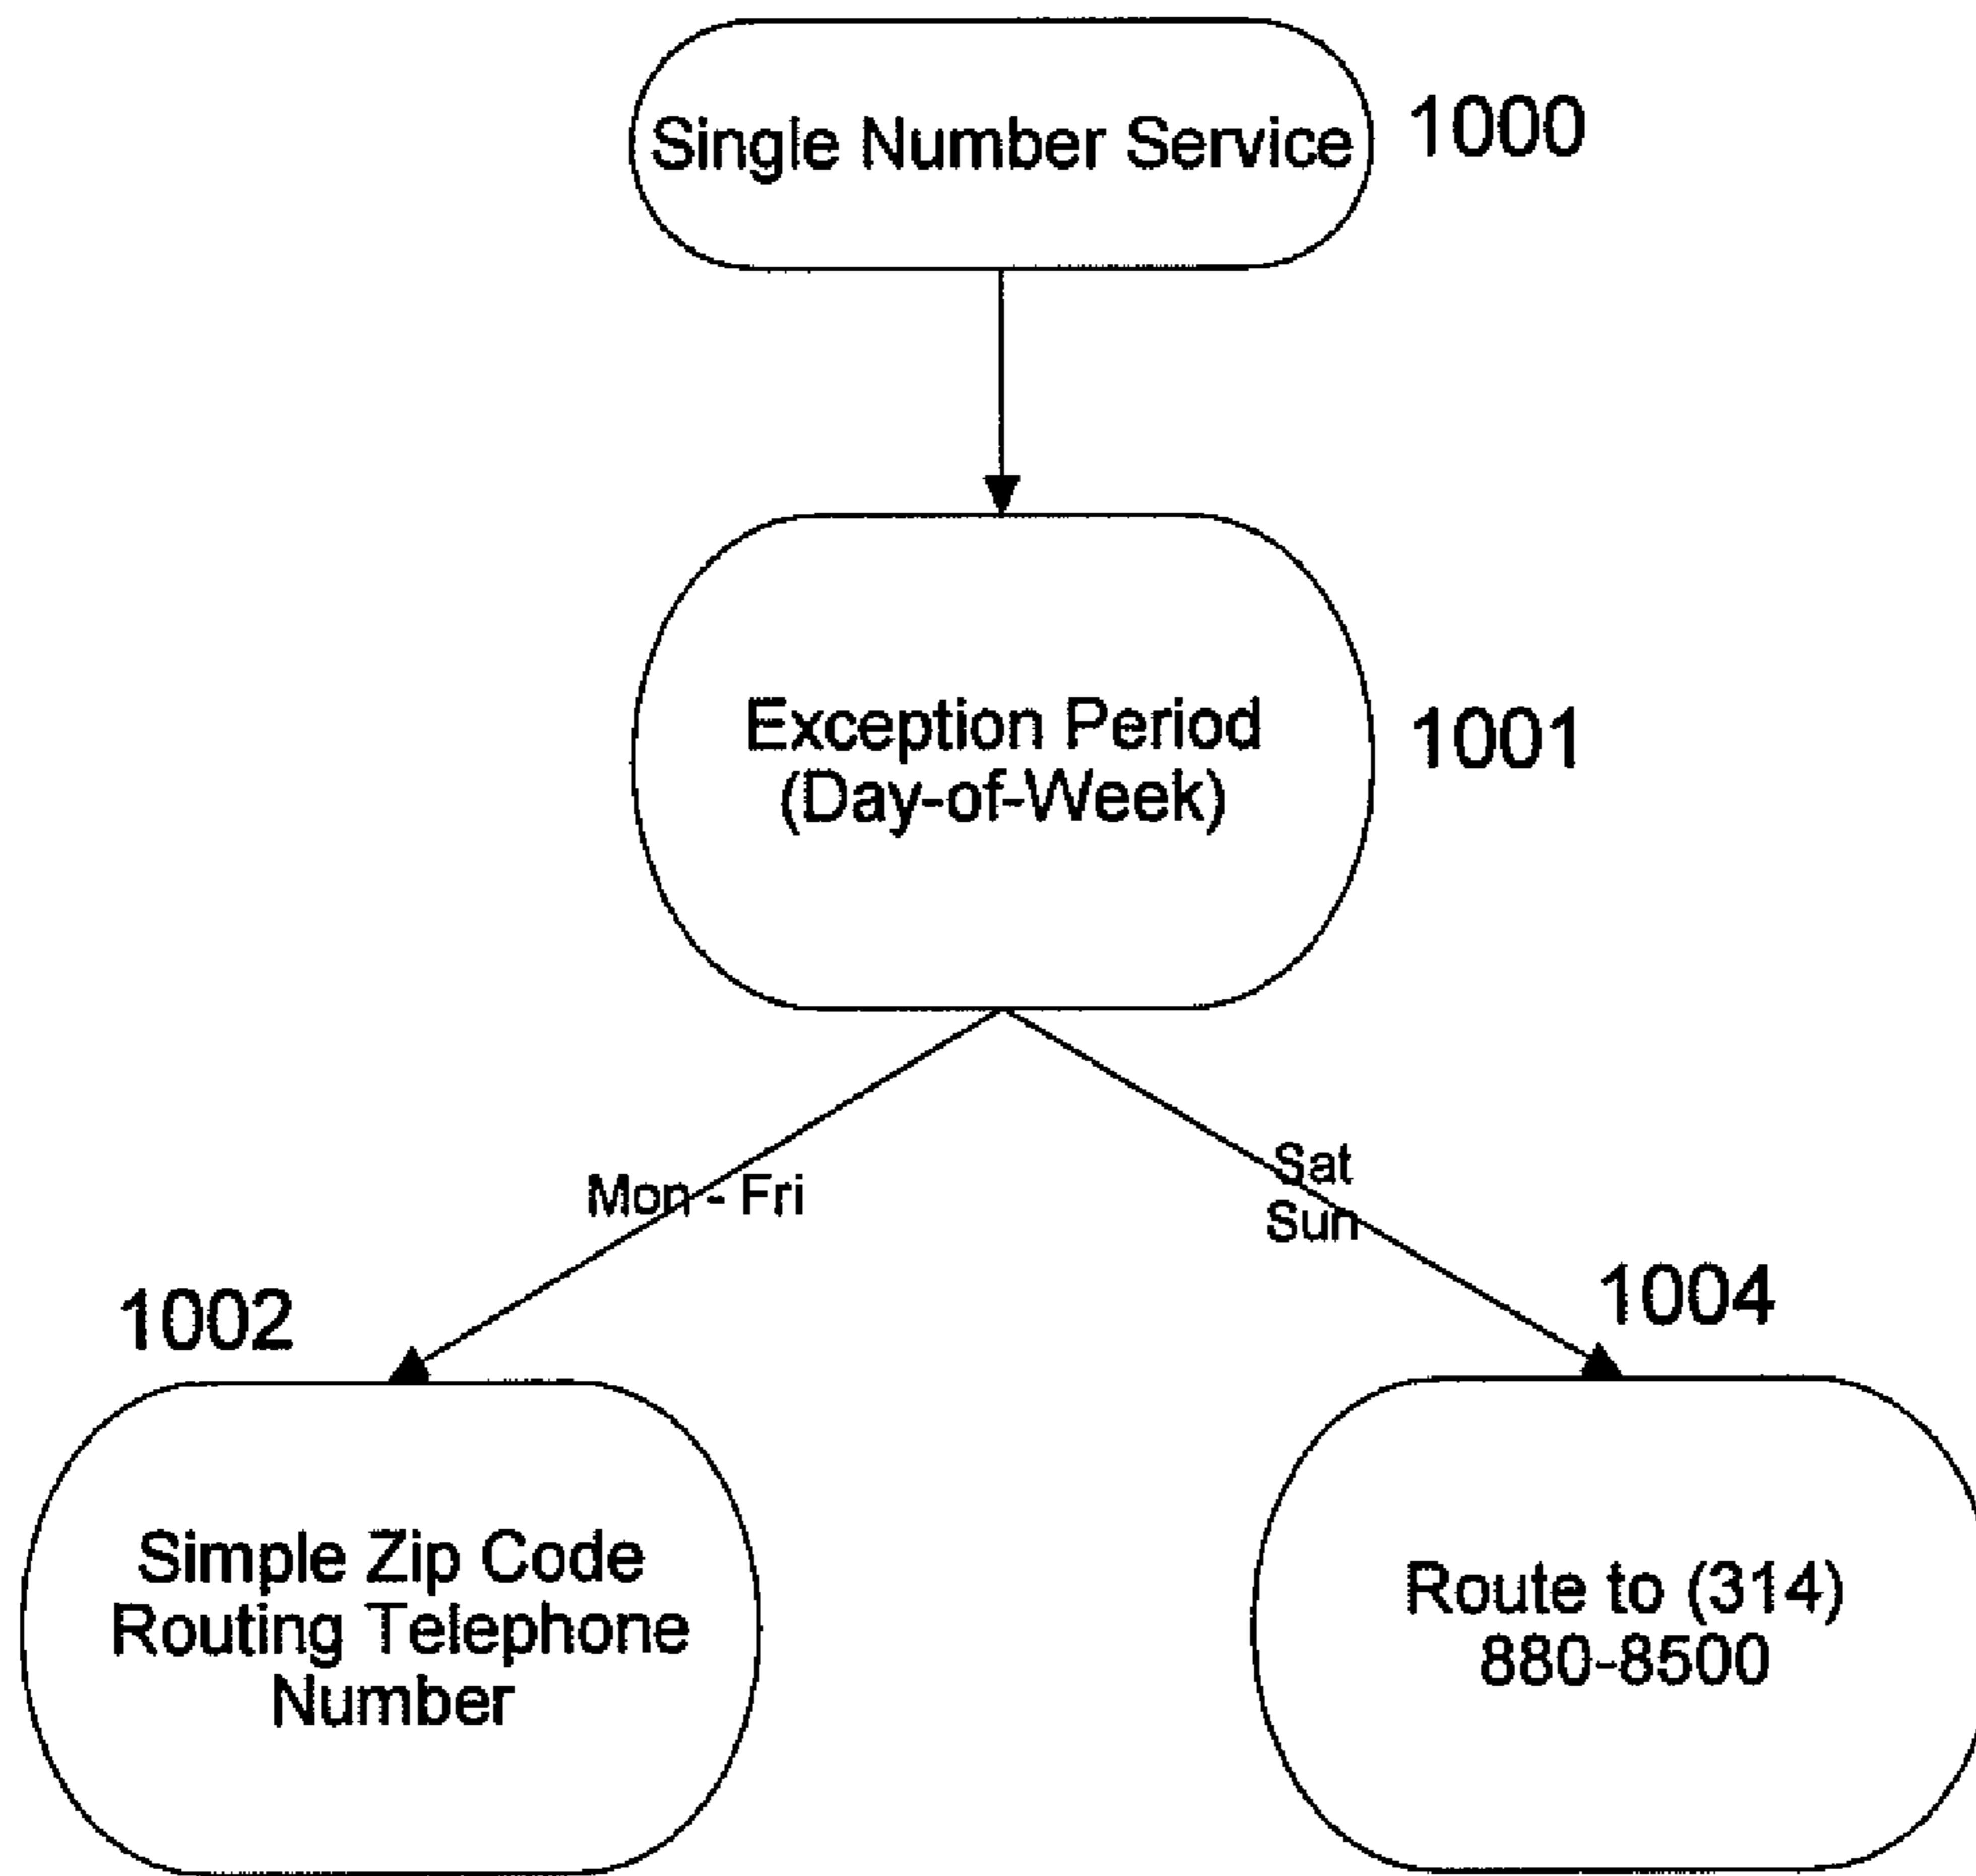 Single Number Service
1000
Exception Period
(Day-of-Week)
1001
Mon - Fri
Sat
Sun
1002
1004
Simple Zip Code
Routing Telephone
Number
Route to (314)
880-8500